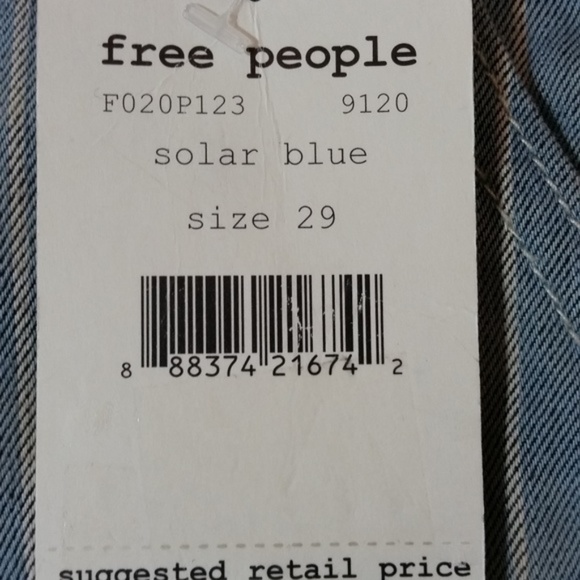 free people
F020P123 9120
solar blue
size 29
8 88374 21674 2
suggested retail price